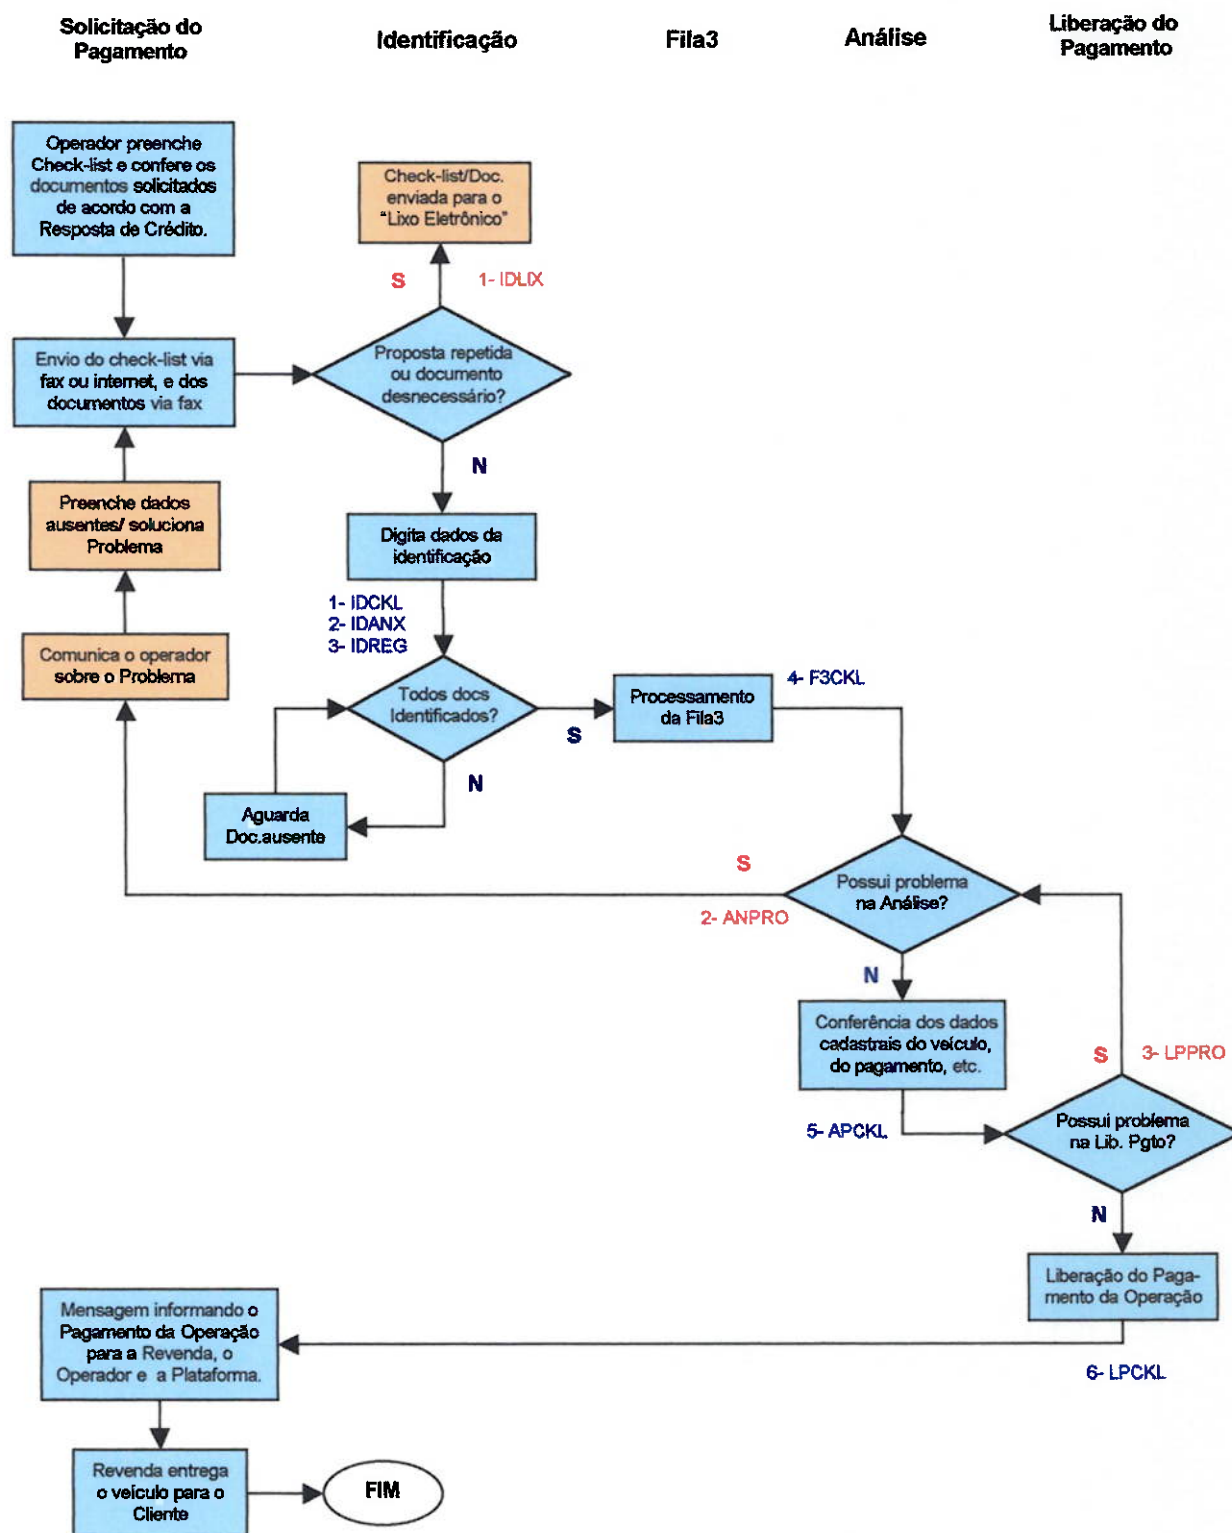 Solicitação do
Pagamento
Identificação
Fila3
Análise
Liberação do
Pagamento
Operador preenche
Check-list e confere os
documentos solicitados
de acordo com a
Resposta de Crédito.
Check-list/Doc.
enviada para o
"Lixo Eletrônico"
S
1- IDLIX
Envio do check-list via
fax ou internet, e dos
documentos via fax
Proposta repetida
ou documento
desnecessário?
N
Preenche dados
ausentes/ soluciona
Problema
Digita dados da
identificação
1- IDCKL
2- IDANX
3- IDREG
Comunica o operador
sobre o Problema
Todos docs
Identificados?
S
Processamento
da Fila3
4- F3CKL
N
Aguarda
Doc.ausente
S
2- ANPRO
Possui problema
na Análise?
N
Conferência dos dados
cadastrais do veículo,
do pagamento, etc.
S
3- LPPRO
5- APCKL
Possui problema
na Lib. Pgto?
N
Liberação do Paga-
mento da Operação
6- LPCKL
Mensagem informando o
Pagamento da Operação
para a Revenda, o
Operador e a Plataforma.
Revenda entrega
o veículo para o
Cliente
FIM